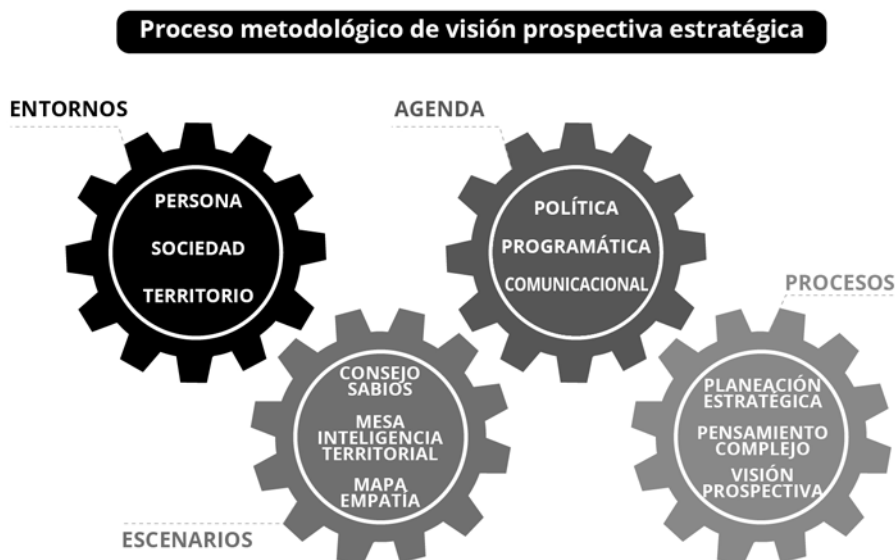 Proceso metodológico de visión prospectiva estratégica
ENTORNOS
PERSONA
SOCIEDAD
TERRITORIO
AGENDA
POLÍTICA
PROGRAMÁTICA
COMUNICACIONAL
ESCENARIOS
CONSEJO
SABIOS
MESA
INTELIGENCIA
TERRITORIAL
MAPA
EMPATÍA
PROCESOS
PLANEACIÓN
ESTRATÉGICA
PENSAMIENTO
COMPLEJO
VISIÓN
PROSPECTIVA